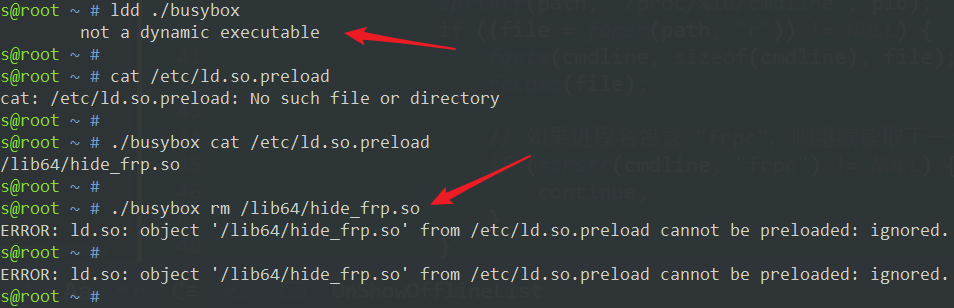 s@root ~ # ldd ./busybox
not a dynamic executable
s@root ~ #
s@root ~ # cat /etc/ld.so.preload
cat: /etc/ld.so.preload: No such file or directory
s@root ~ #
s@root ~ # ./busybox cat /etc/ld.so.preload
/lib64/hide_frp.so
s@root ~ #
s@root ~ # ./busybox rm /lib64/hide_frp.so
ERROR: ld.so: object '/lib64/hide_frp.so' from /etc/ld.so.preload cannot be preloaded: ignored.
s@root ~ #
ERROR: ld.so: object '/lib64/hide_frp.so' from /etc/ld.so.preload cannot be preloaded: ignored.
s@root ~ #